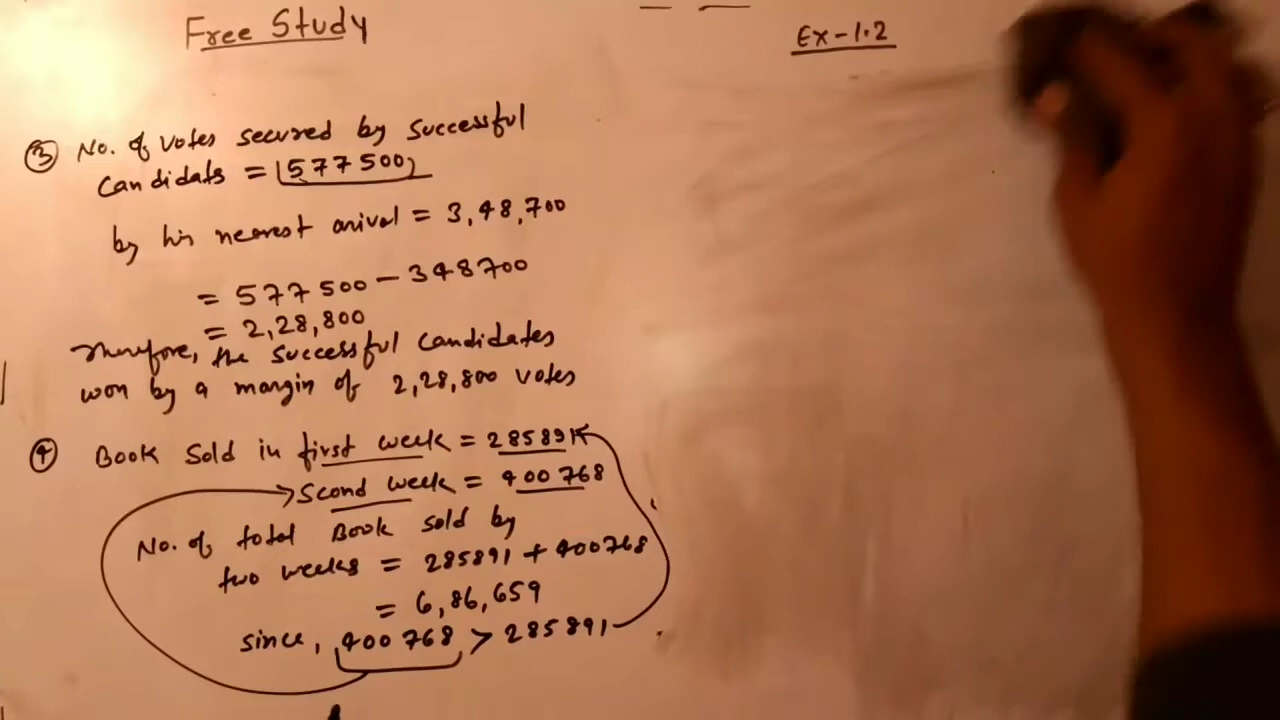 Free Study
Ex-1.2
③ No. of votes secured by successful
Candidats = 577500
by his nearest arival = 3,48,700
= 577500 - 348700
= 2,28,800
Therefore, the successful candidates
won by a margin of 2,28,800 votes
④ Book Sold in first week = 285891
Scond week = 400768
No. of total Book sold by
two weeks = 285891 + 400768
= 6,86,659
since, 400768 > 285891